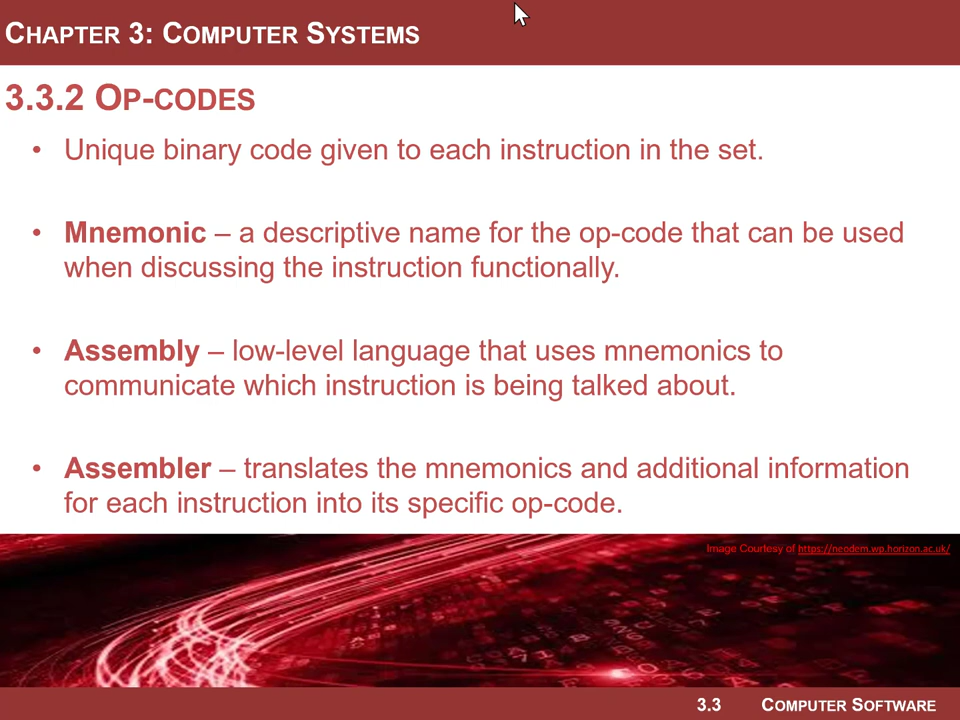 CHAPTER 3: COMPUTER SYSTEMS
3.3.2 OP-CODES
• Unique binary code given to each instruction in the set.
• Mnemonic – a descriptive name for the op-code that can be used
when discussing the instruction functionally.
• Assembly – low-level language that uses mnemonics to
communicate which instruction is being talked about.
• Assembler – translates the mnemonics and additional information
for each instruction into its specific op-code.
Image Courtesy of https://neodem.wp.horizon.ac.uk/
3.3 COMPUTER SOFTWARE